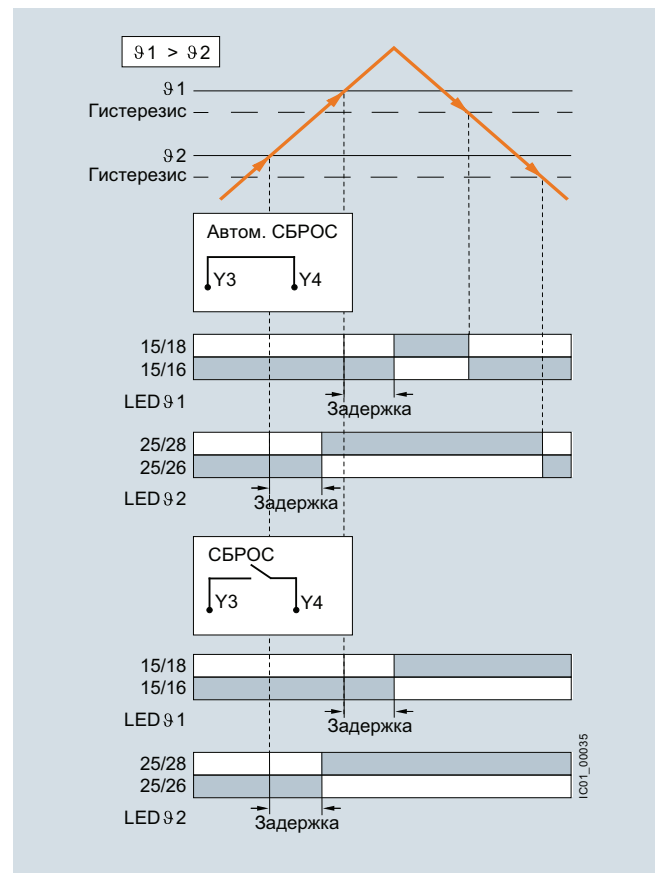 ϑ1 > ϑ2
ϑ1
Гистерезис
ϑ2
Гистерезис
Автом. СБРОС
Y3 Y4
15/18
15/16
LED ϑ1
Задержка
25/28
25/26
LED ϑ2
Задержка
СБРОС
Y3 Y4
15/18
15/16
LED ϑ1
Задержка
25/28
25/26
LED ϑ2
Задержка
IC01_00035